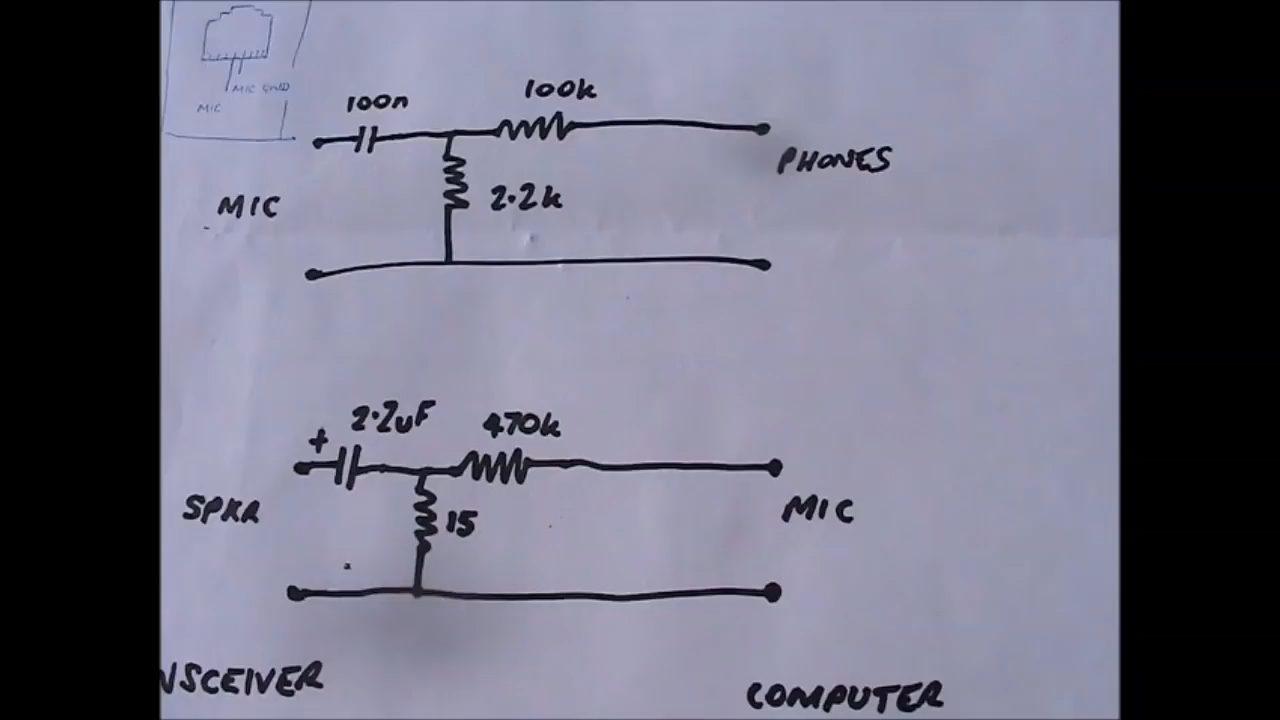 MIC GND
MIC
100n
100k
PHONES
MIC
2.2k
2.2uF
470k
+
SPKR
15
MIC
NSCEIVER
COMPUTER